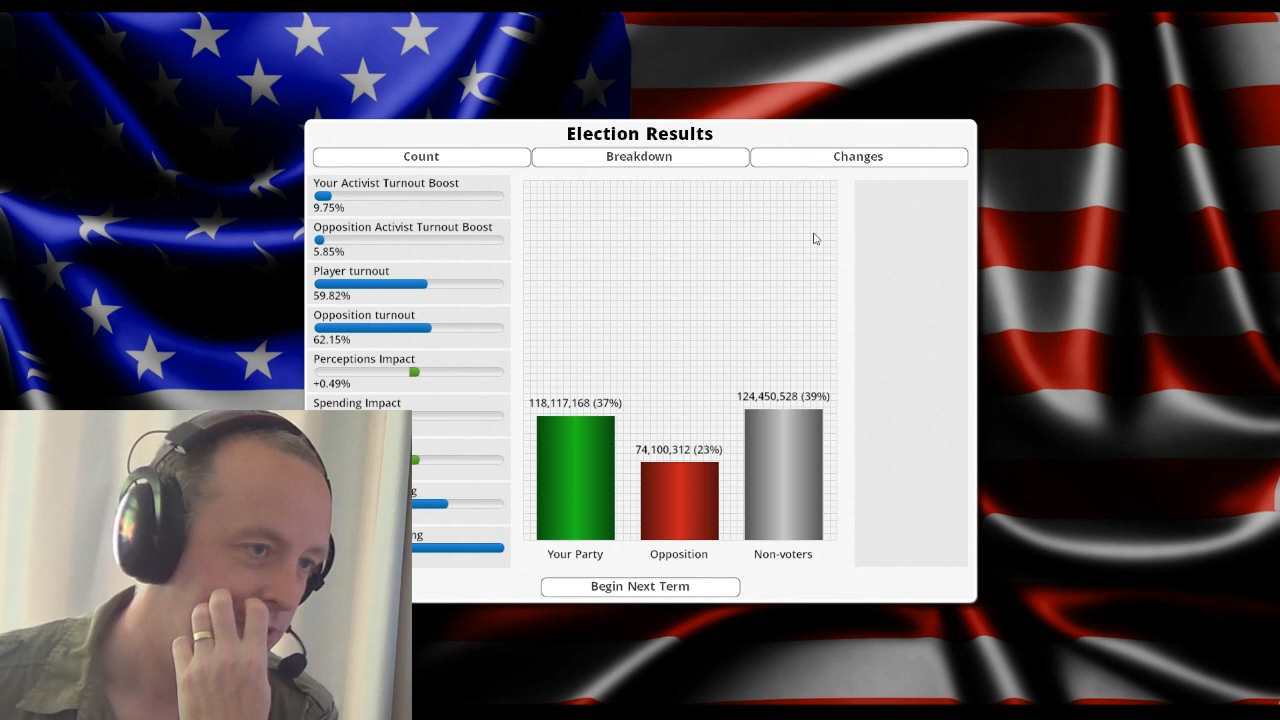 Election Results
Count
Breakdown
Changes
Your Activist Turnout Boost
9.75%
Opposition Activist Turnout Boost
5.85%
Player turnout
59.82%
Opposition turnout
62.15%
Perceptions Impact
+0.49%
Spending Impact
118,117,168 (37%)
74,100,312 (23%)
124,450,528 (39%)
Your Party
Opposition
Non-voters
Begin Next Term